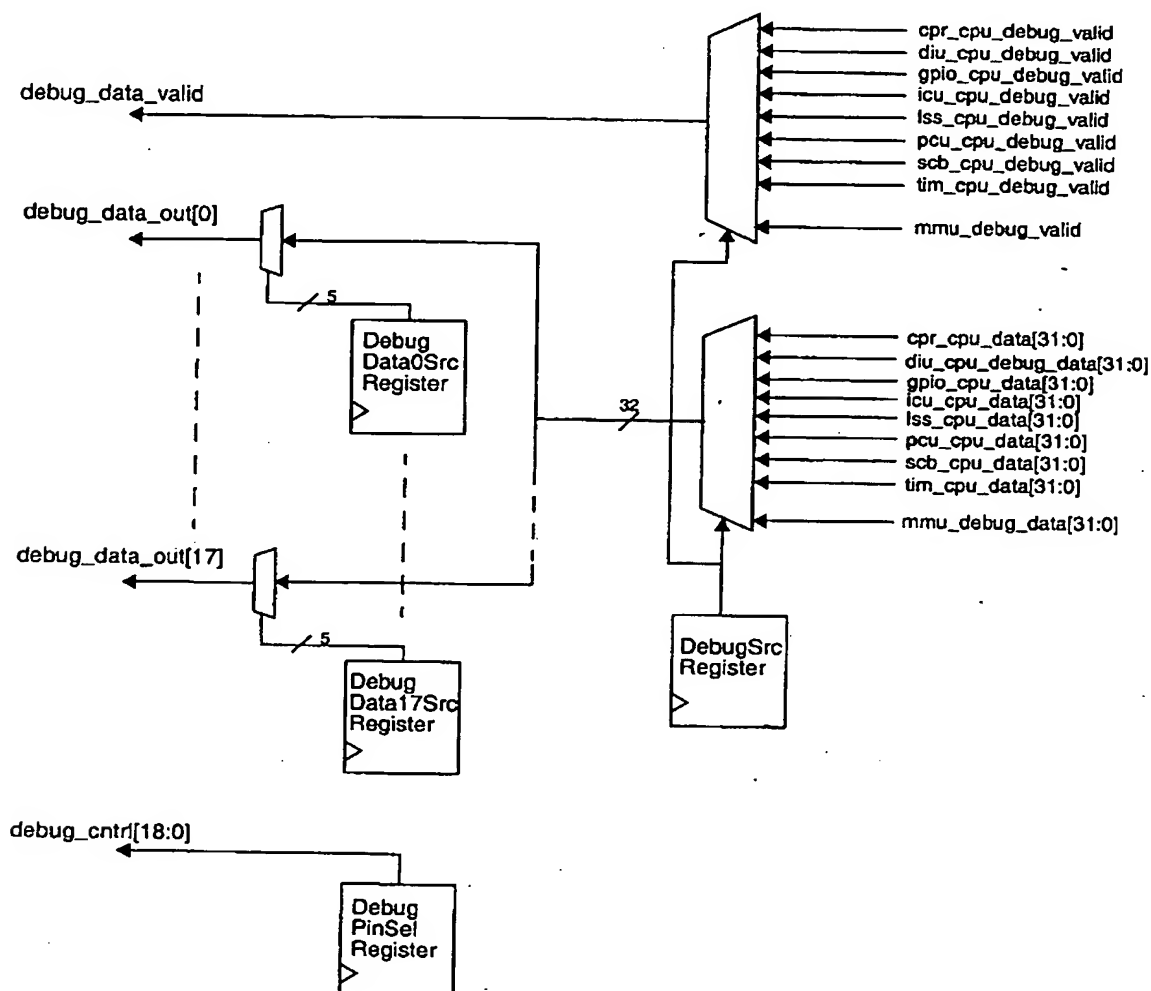 cpr_cpu_debug_valid
diu_cpu_debug_valid
gpio_cpu_debug_valid
icu_cpu_debug_valid
lss_cpu_debug_valid
pcu_cpu_debug_valid
scb_cpu_debug_valid
tim_cpu_debug_valid
mmu_debug_valid
debug_data_valid
debug_data_out[0]
5
Debug
Data0Src
Register
cpr_cpu_data[31:0]
diu_cpu_debug_data[31:0]
gpio_cpu_data[31:0]
icu_cpu_data[31:0]
lss_cpu_data[31:0]
pcu_cpu_data[31:0]
scb_cpu_data[31:0]
tim_cpu_data[31:0]
mmu_debug_data[31:0]
32
debug_data_out[17]
5
Debug
Data17Src
Register
DebugSrc
Register
debug_cntrl[18:0]
Debug
PinSel
Register